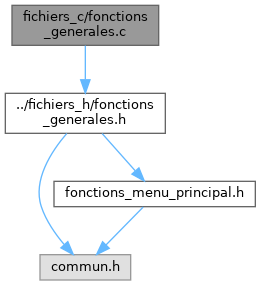 fichiers_c/fonctions
_generales.c
../fichiers_h/fonctions
_generales.h
fonctions_menu_principal.h
commun.h